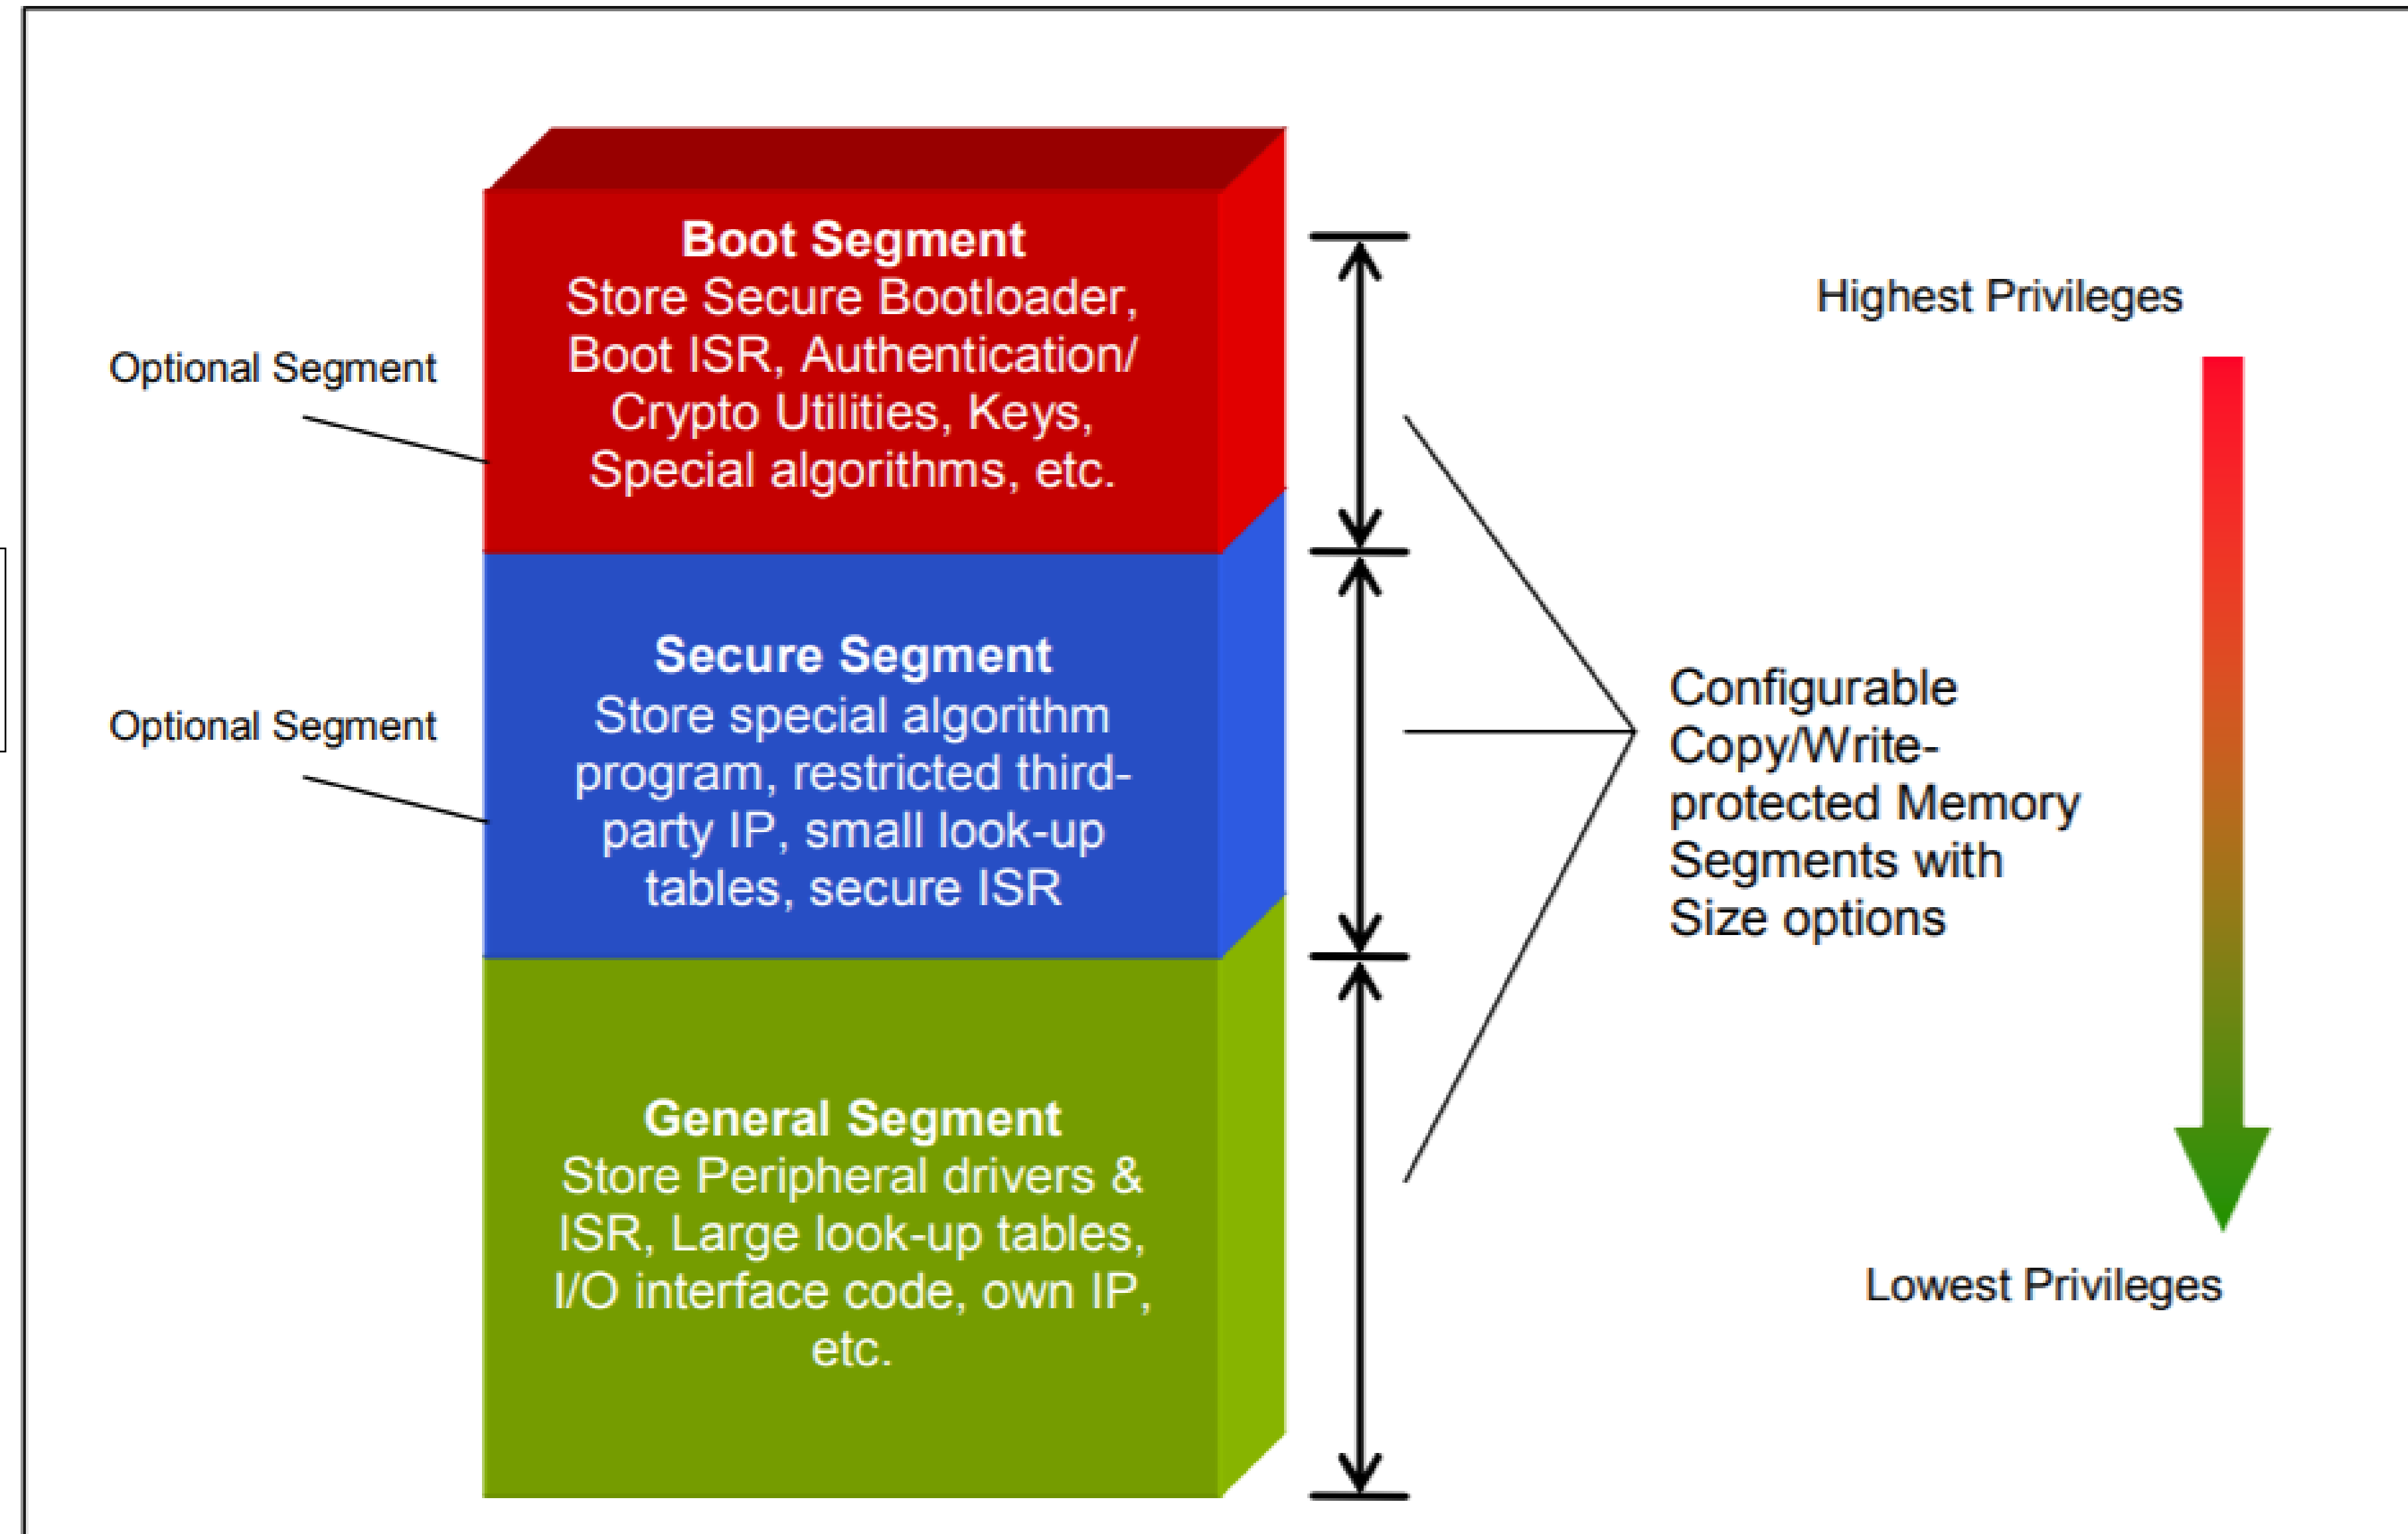 Boot Segment
Store Secure Bootloader,
Boot ISR, Authentication/
Crypto Utilities, Keys,
Special algorithms, etc.
Optional Segment
Secure Segment
Store special algorithm
program, restricted third-
party IP, small look-up
tables, secure ISR
Optional Segment
General Segment
Store Peripheral drivers &
ISR, Large look-up tables,
I/O interface code, own IP,
etc.
Configurable
Copy/Write-
protected Memory
Segments with
Size options
Highest Privileges
Lowest Privileges